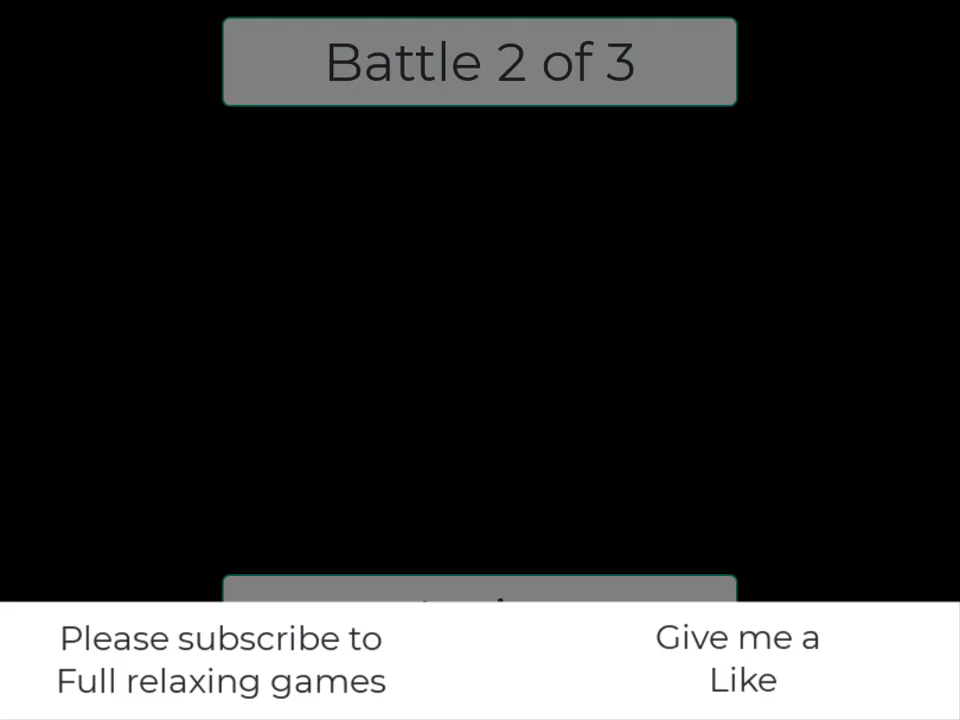 Battle 2 of 3
Please subscribe to
Full relaxing games
Give me a
Like